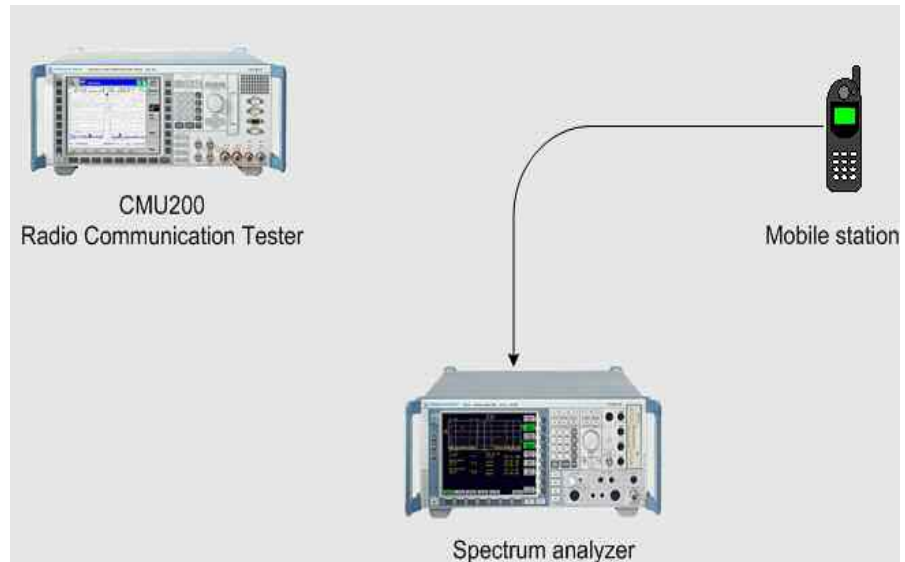 CMU200
Radio Communication Tester
Mobile station
Spectrum analyzer